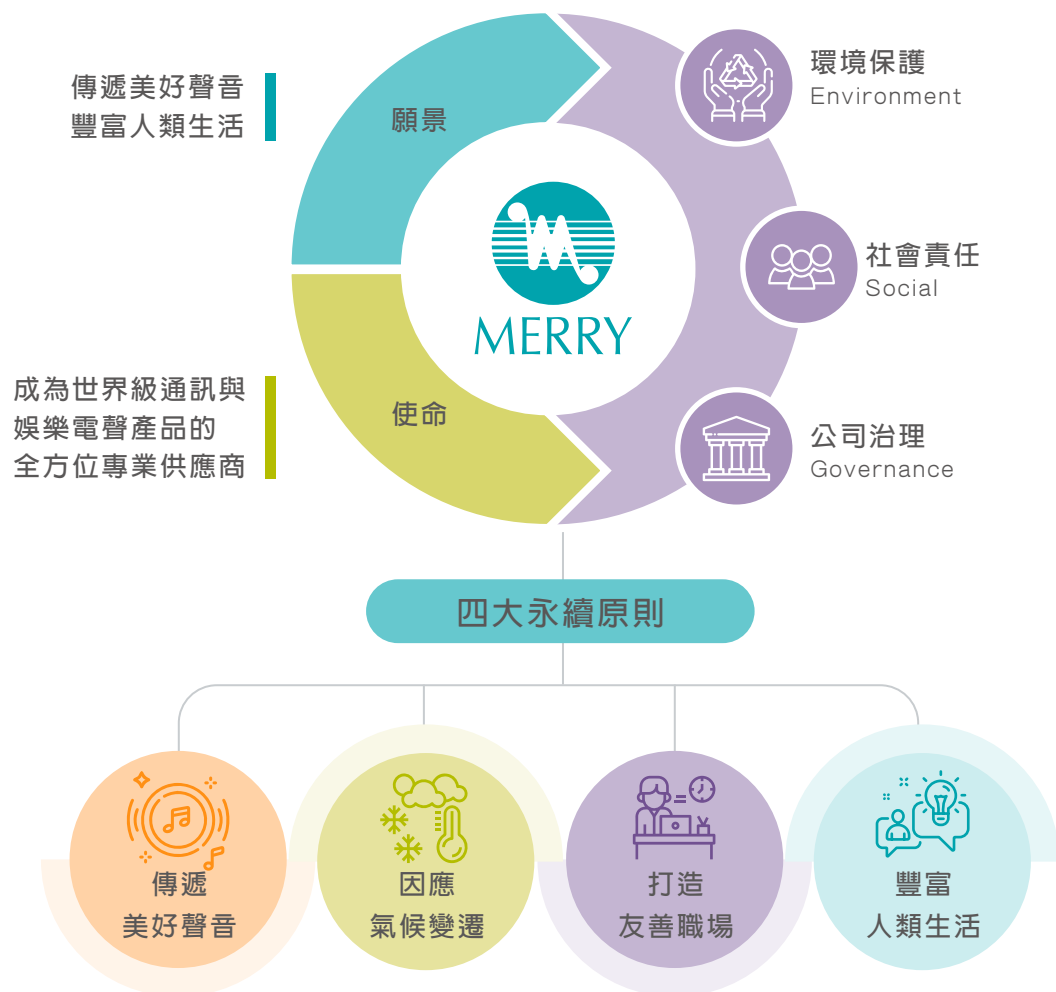 傳遞美好聲音
豐富人類生活
願景
環境保護
Environment
MERRY
社會責任
Social
成為世界級通訊與
娛樂電聲產品的
全方位專業供應商
使命
公司治理
Governance
四大永續原則
傳遞
美好聲音
因應
氣候變遷
打造
友善職場
豐富
人類生活